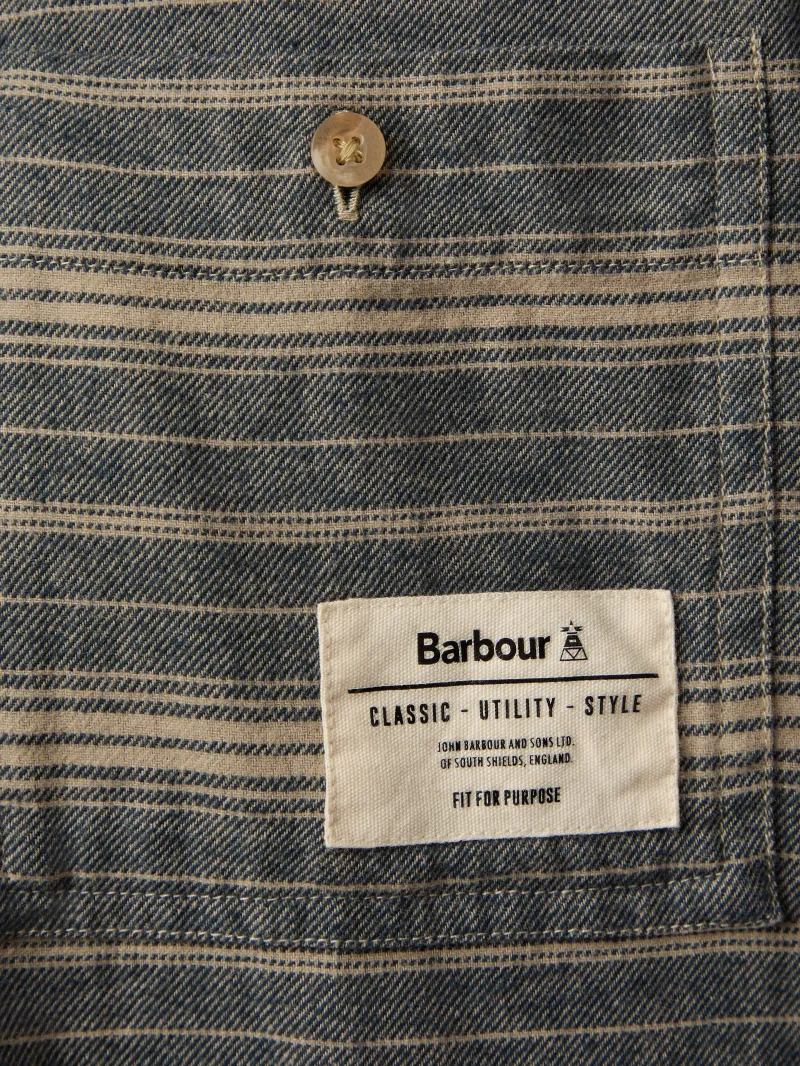 Barbour
CLASSIC - UTILITY - STYLE
JOHN BARBOUR AND SONS LTD.
OF SOUTH SHIELDS, ENGLAND.
FIT FOR PURPOSE